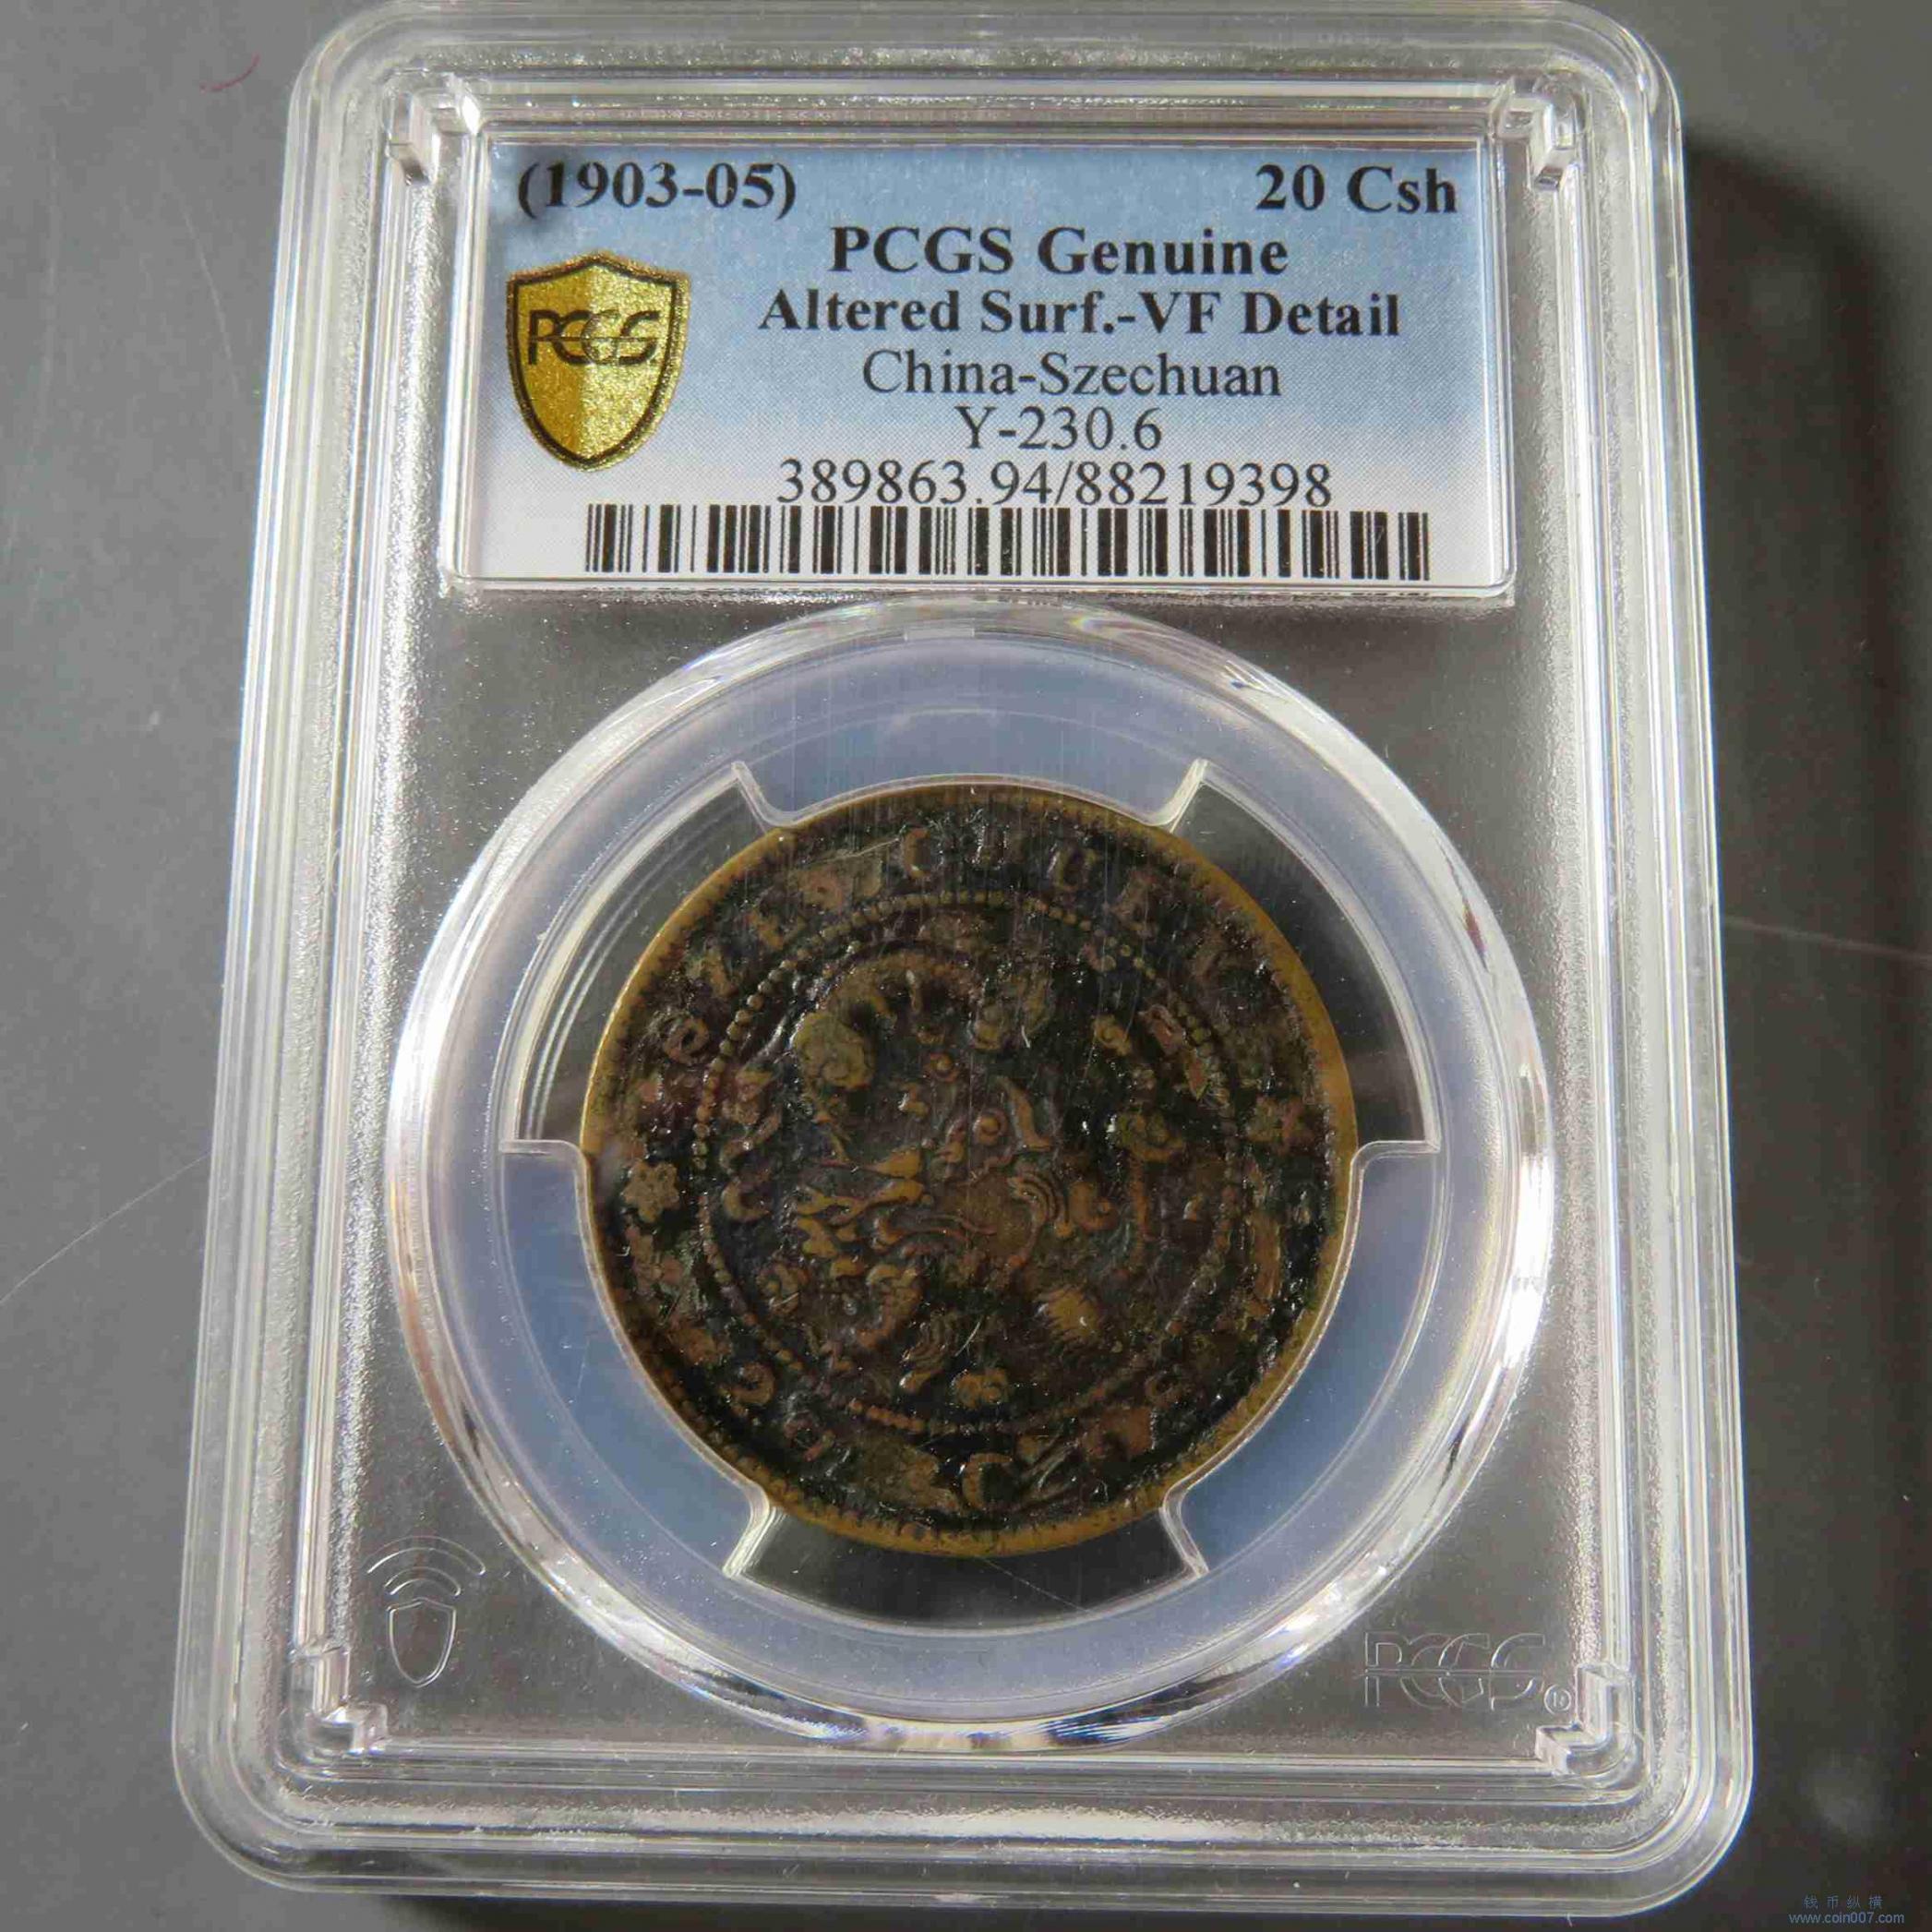 (1903-05) 20 Csh
PCGS Genuine
PCGS
Altered Surf.-VF Detail
China-Szechuan
Y-230.6
389863.94/88219398
PCGS
钱币纵横
www.coin007.com